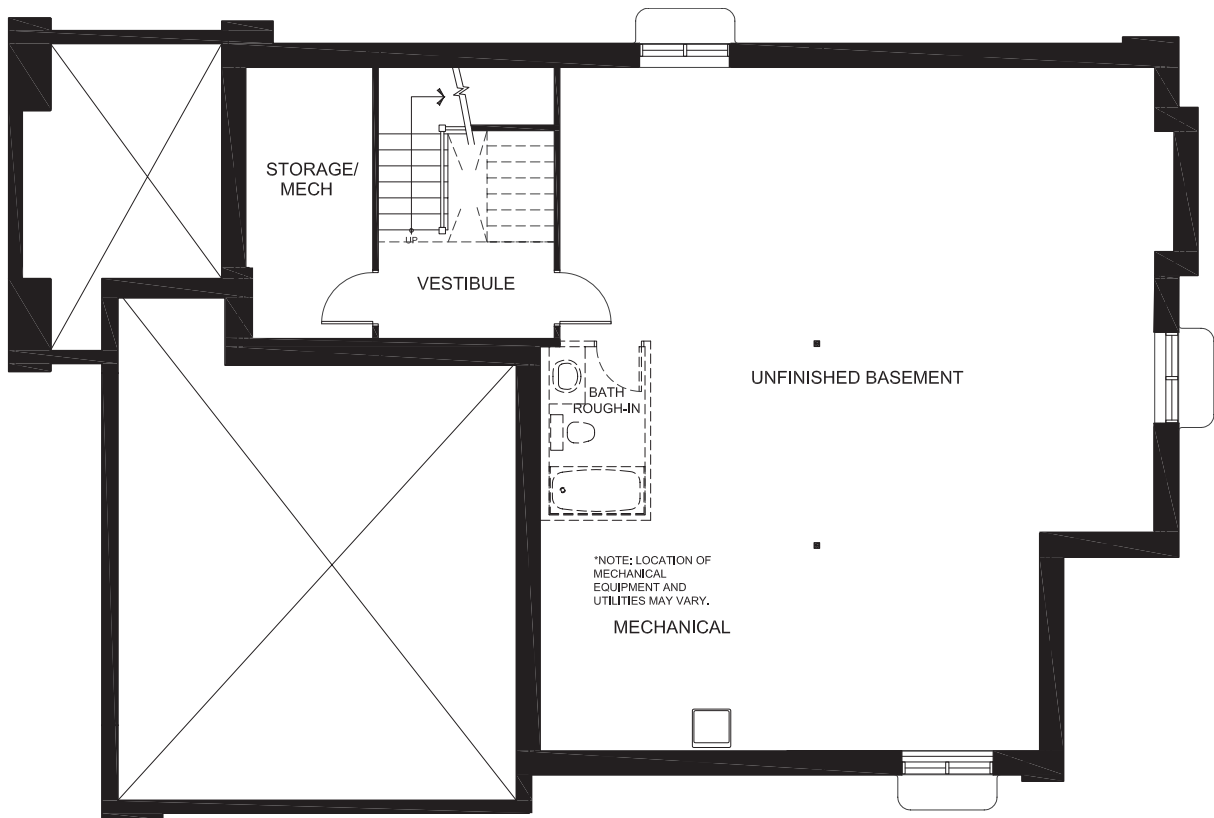 STORAGE/
MECH
UP
VESTIBULE
UNFINISHED BASEMENT
BATH
ROUGH-IN
*NOTE: LOCATION OF
MECHANICAL
EQUIPMENT AND
UTILITIES MAY VARY.
MECHANICAL